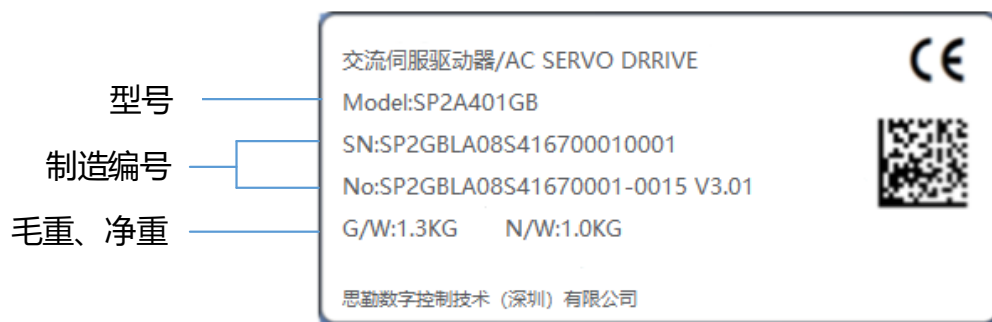 型号
制造编号
毛重、净重
交流伺服驱动器/AC SERVO DRRIVE
Model:SP2A401GB
SN:SP2GBLA08S416700010001
No:SP2GBLA08S41670001-0015 V3.01
G/W:1.3KG N/W:1.0KG
思勤数字控制技术（深圳）有限公司
CE